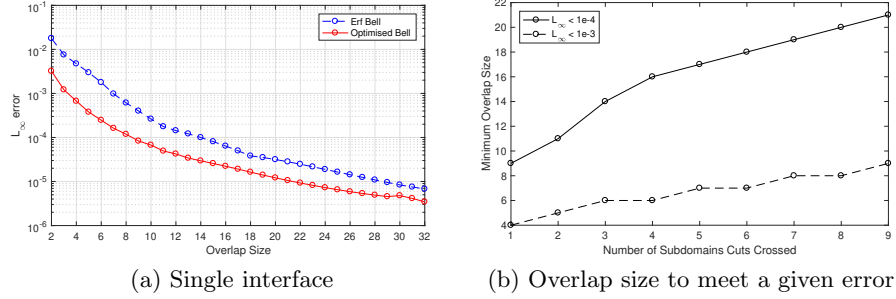 Erf Bell
Optimised Bell
10^-1
10^-2
10^-3
10^-4
10^-5
10^-6
L∞ error
2 4 6 8 10 12 14 16 18 20 22 24 26 28 30 32
Overlap Size
(a) Single interface
L∞ < 1e-4
L∞ < 1e-3
22
20
18
16
14
12
10
8
6
4
Minimum Overlap Size
1 2 3 4 5 6 7 8 9
Number of Subdomains Cuts Crossed
(b) Overlap size to meet a given error